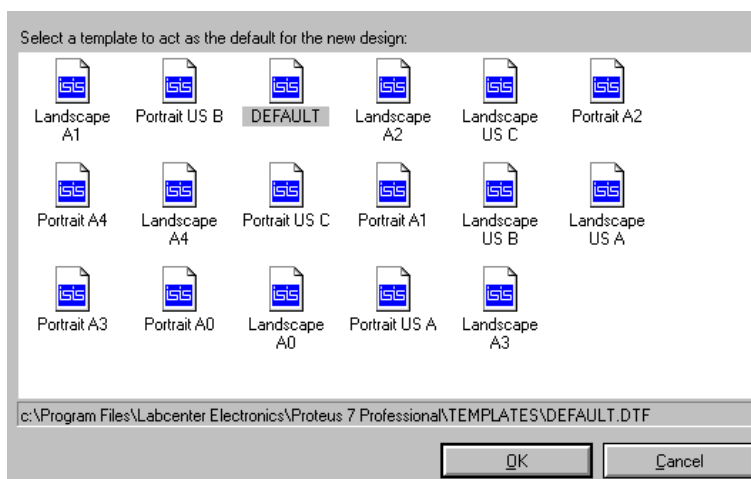 Select a template to act as the default for the new design:
isis isis isis isis isis isis
Landscape A1
Portrait US B
DEFAULT
Landscape A2
Landscape US C
Portrait A2
isis isis isis isis isis isis
Portrait A4
Landscape A4
Portrait US C
Portrait A1
Landscape US B
Landscape US A
isis isis isis isis isis
Portrait A3
Portrait A0
Landscape A0
Portrait US A
Landscape A3
c:\Program Files\Labcenter Electronics\Proteus 7 Professional\TEMPLATES\DEFAULT.DTF
OK Cancel